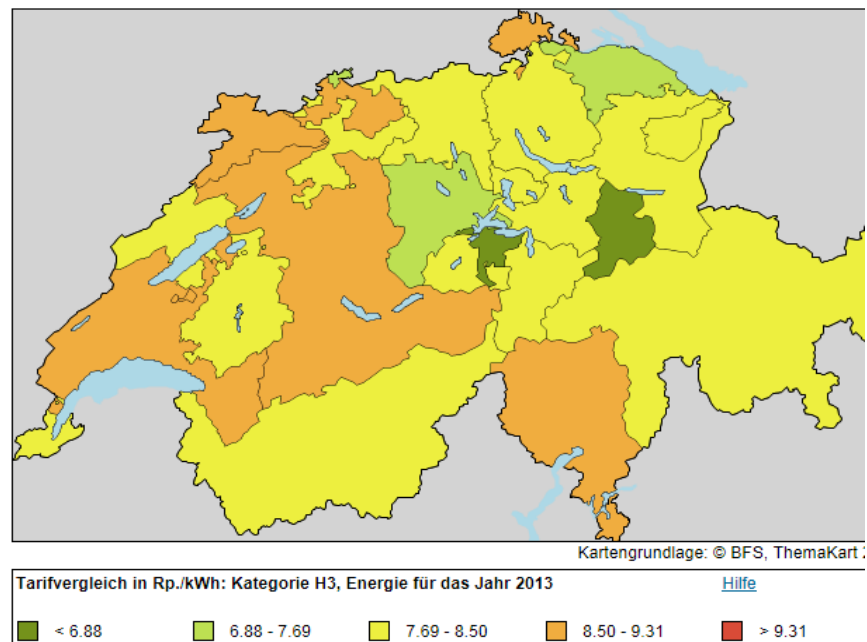 Kartengrundlage: © BFS, ThemaKart
Tarifvergleich in Rp./kWh: Kategorie H3, Energie für das Jahr 2013 Hilfe
< 6.88 6.88 - 7.69 7.69 - 8.50 8.50 - 9.31 > 9.31